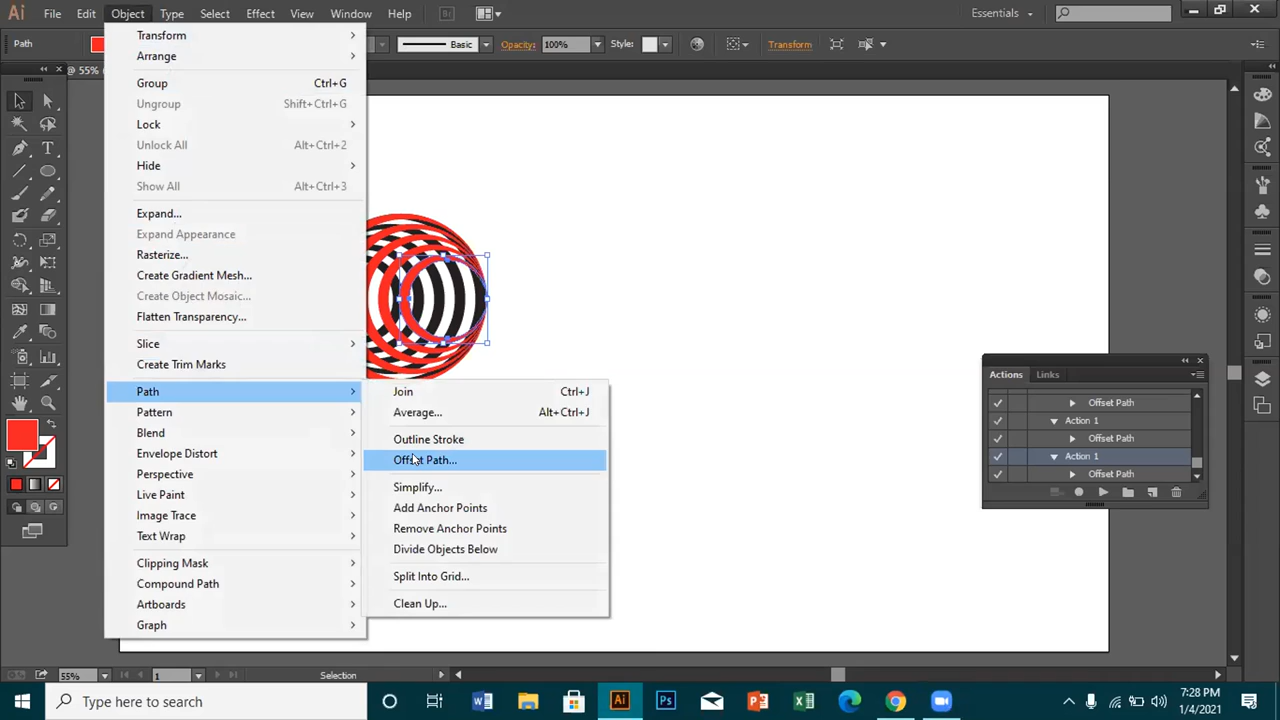 Ai File Edit Object Type Select Effect View Window Help Br Essentials
Path Basic Opacity: 100% Style: Transform
@ 55%
Transform
Arrange
Group Ctrl+G
Ungroup Shift+Ctrl+G
Lock
Unlock All Alt+Ctrl+2
Hide
Show All Alt+Ctrl+3
Expand...
Expand Appearance
Rasterize...
Create Gradient Mesh...
Create Object Mosaic...
Flatten Transparency...
Slice
Create Trim Marks
Path
Pattern
Blend
Envelope Distort
Perspective
Live Paint
Image Trace
Text Wrap
Clipping Mask
Compound Path
Artboards
Graph
Join Ctrl+J
Average... Alt+Ctrl+J
Outline Stroke
Offset Path...
Simplify...
Add Anchor Points
Remove Anchor Points
Divide Objects Below
Split Into Grid...
Clean Up...
Actions Links
Offset Path
Action 1
Offset Path
Action 1
Offset Path
55% 1 Selection
Type here to search
Ai Ps
7:28 PM
1/4/2021